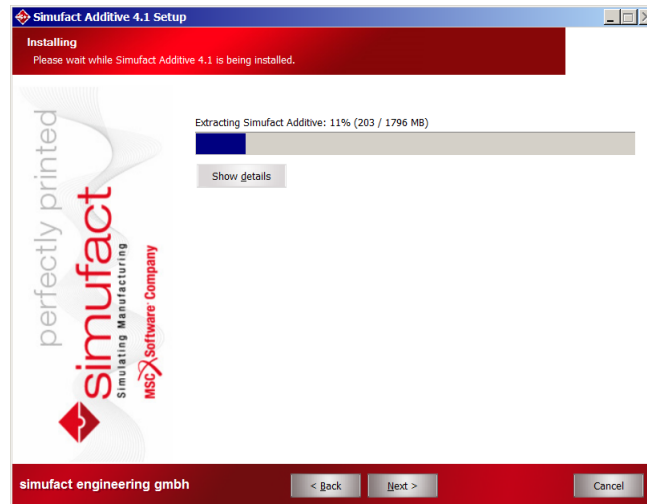 Simufact Additive 4.1 Setup
Installing
Please wait while Simufact Additive 4.1 is being installed.
perfectly printed
simufact
Simulating Manufacturing
MSC Software Company
Extracting Simufact Additive: 11% (203 / 1796 MB)
Show details
simufact engineering gmbh
< Back
Next >
Cancel